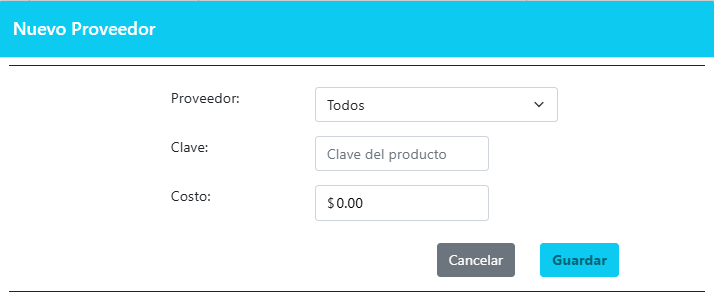 Nuevo Proveedor
Proveedor: Todos
Clave: Clave del producto
Costo: $0.00
Cancelar Guardar